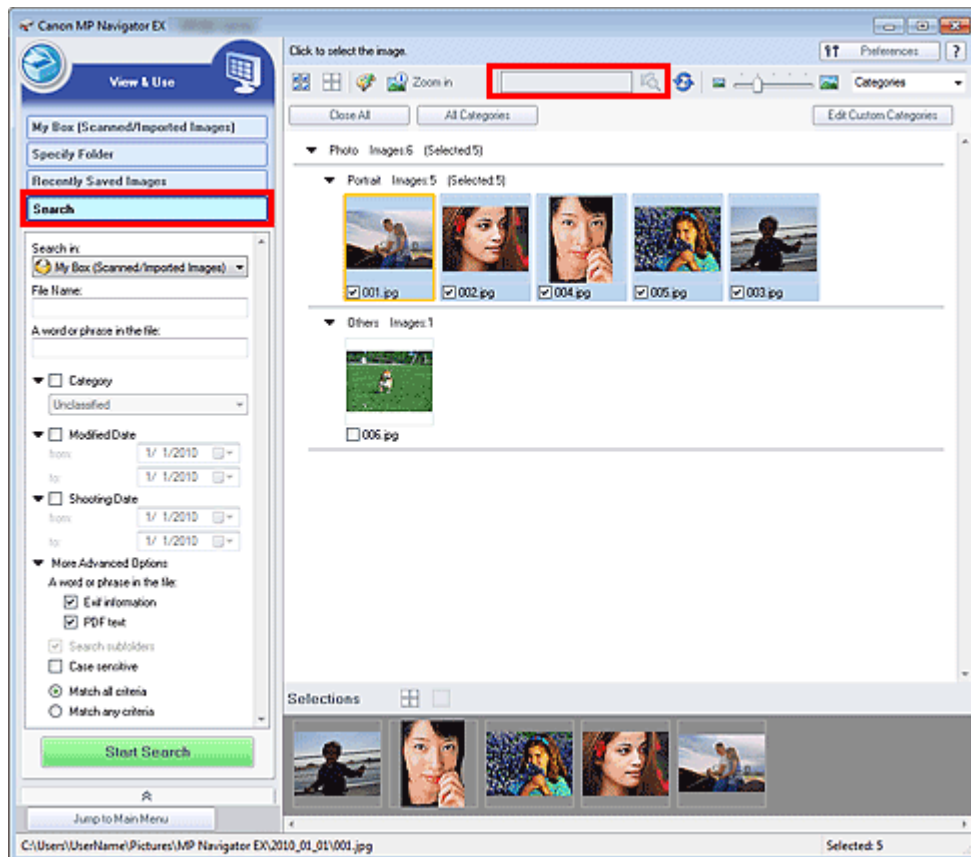 Canon MP Navigator EX
View & Use
My Box (Scanned/Imported Images)
Specify Folder
Recently Saved Images
Search
Search in:
My Box (Scanned/Imported Images)
File Name:
A word or phrase in the file:
Category
Unclassified
Modified Date
from: 1/ 1/2010
to: 1/ 1/2010
Shooting Date
from: 1/ 1/2010
to: 1/ 1/2010
More Advanced Options
A word or phrase in the file:
Exif information
PDF text
Search subfolders
Case sensitive
Match all criteria
Match any criteria
Start Search
Jump to Main Menu
Click to select the image.
Preferences ?
Zoom in
Categories
Close All All Categories Edit Custom Categories
Photo Images:6 (Selected:5)
Portrait Images:5 (Selected:5)
001.jpg 002.jpg 004.jpg 005.jpg 003.jpg
Others Images:1
006.jpg
Selections
C:\Users\UserName\Pictures\MP Navigator EX\2010_01_01\001.jpg Selected: 5